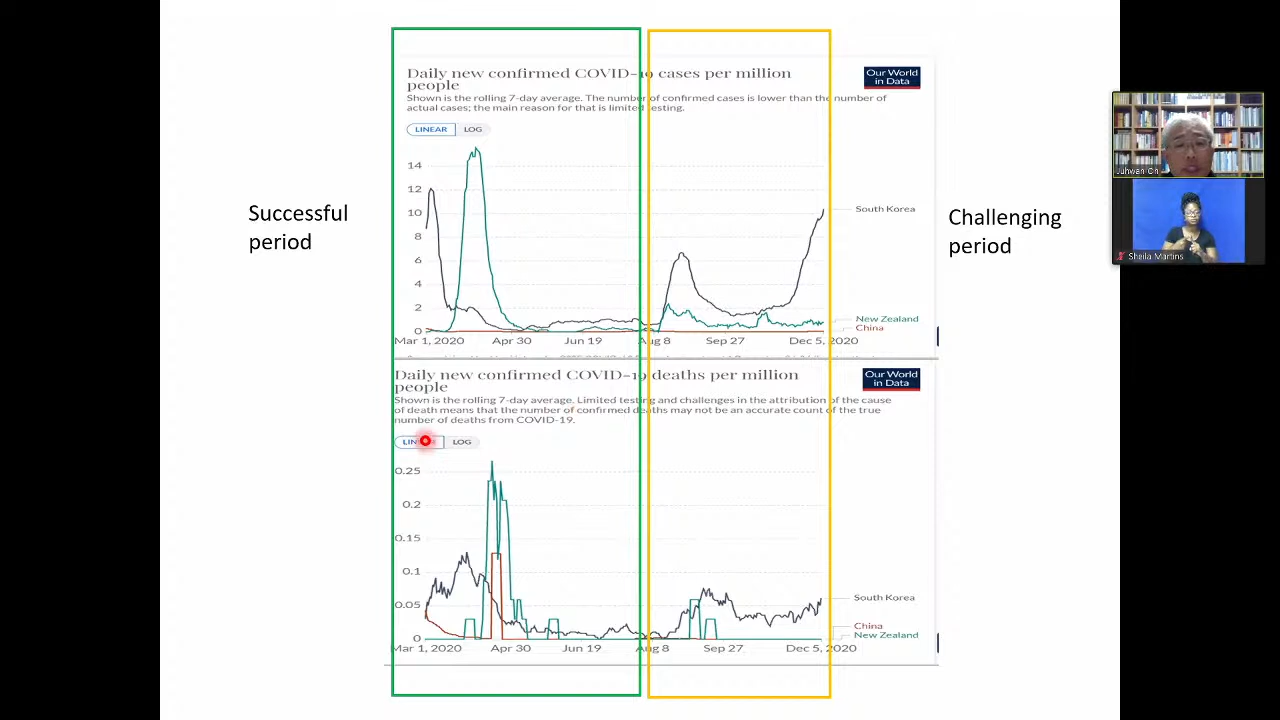 Successful
period
Daily new confirmed COVID-19 cases per million
people
Shown is the rolling 7-day average. The number of confirmed cases is lower than the number of
actual cases; the main reason for that is limited testing.
Our World
in Data
LINEAR LOG
14
12
10
8
6
4
2
0
Mar 1, 2020 Apr 30 Jun 19 Aug 8 Sep 27 Dec 5, 2020
South Korea
New Zealand
China
Challenging
period
Juhwan Oh
Sheila Martins
Daily new confirmed COVID-19 deaths per million
people
Shown is the rolling 7-day average. Limited testing and challenges in the attribution of the cause
of death means that the number of confirmed deaths may not be an accurate count of the true
number of deaths from COVID-19.
Our World
in Data
LOG
0.25
0.2
0.15
0.1
0.05
0
Mar 1, 2020 Apr 30 Jun 19 Aug 8 Sep 27 Dec 5, 2020
South Korea
China
New Zealand